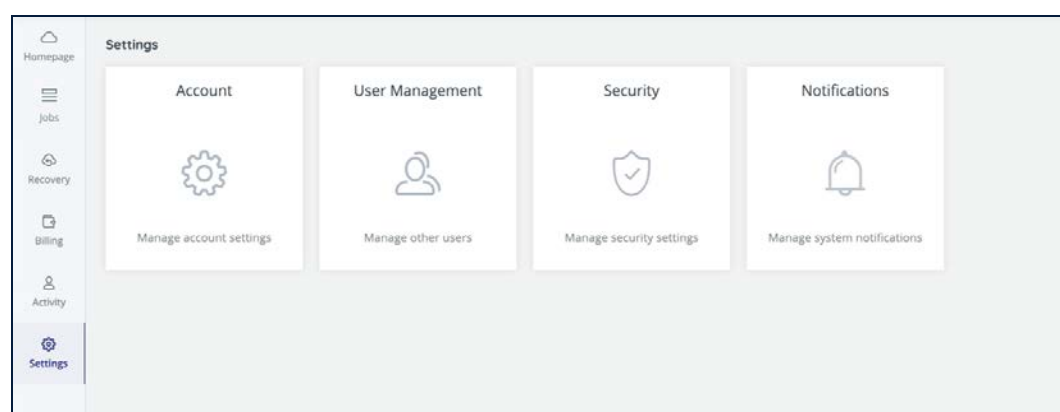 Homepage
Jobs
Recovery
Billing
Activity
Settings
Settings
Account
Manage account settings
User Management
Manage other users
Security
Manage security settings
Notifications
Manage system notifications